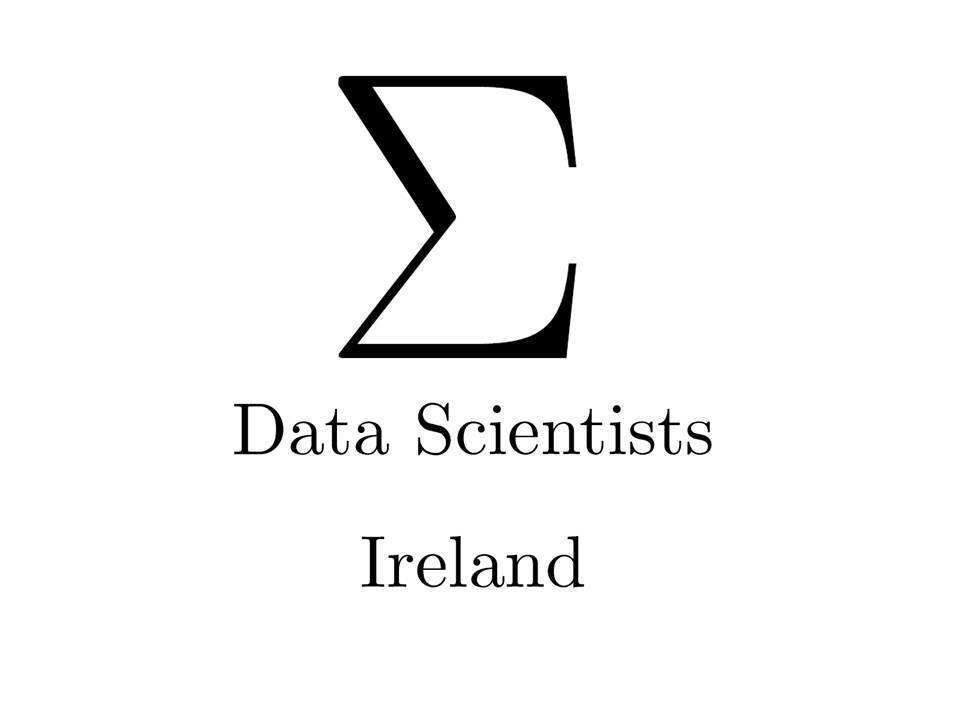 Σ
Data Scientists
Ireland